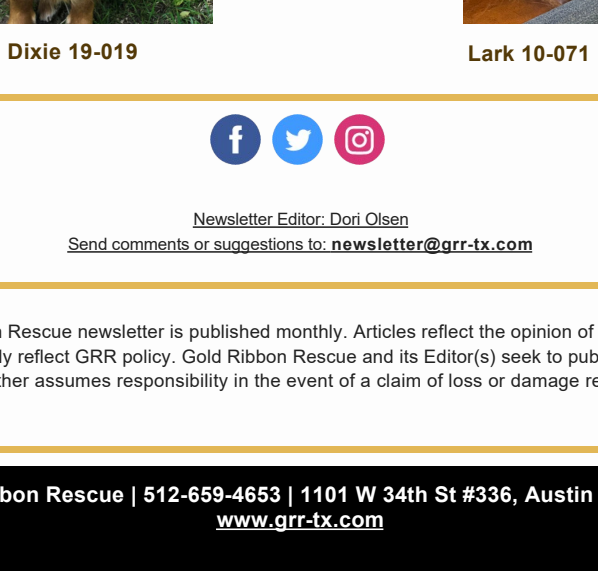 Dixie 19-019
Lark 10-071
Newsletter Editor: Dori Olsen
Send comments or suggestions to: newsletter@grr-tx.com
Rescue newsletter is published monthly. Articles reflect the opinion of
reflect GRR policy. Gold Ribbon Rescue and its Editor(s) seek to
assumes responsibility in the event of a claim of loss or damage
Rescue | 512-659-4653 | 1101 W 34th St #336, Austin
www.grr-tx.com